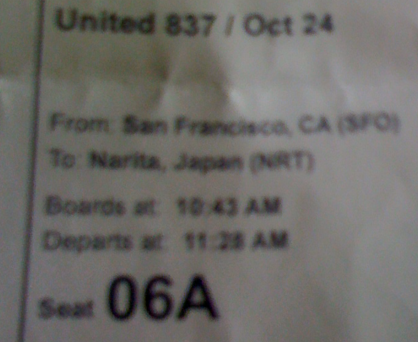 United 837 / Oct 24
From: San Francisco, CA (SFO)
To: Narita, Japan (NRT)
Boards at: 10:43 AM
Departs at: 11:28 AM
Seat 06A